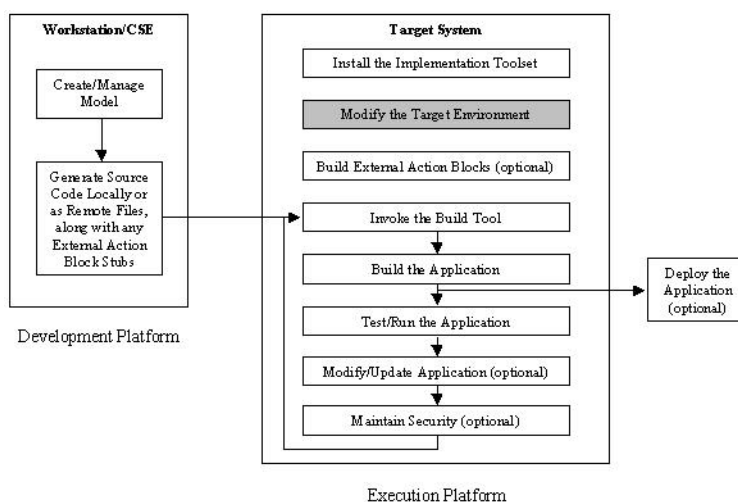 Workstation/CSE
Create/Manage
Model
Generate Source
Code Locally or
as Remote Files,
along with any
External Action
Block Stubs
Development Platform
Target System
Install the Implementation Toolset
Modify the Target Environment
Build External Action Blocks (optional)
Invoke the Build Tool
Build the Application
Test/Run the Application
Modify/Update Application (optional)
Maintain Security (optional)
Execution Platform
Deploy the
Application
(optional)